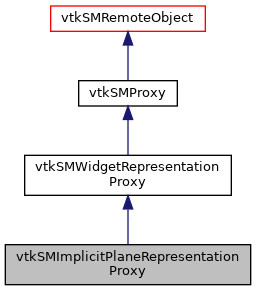 vtkSMRemoteObject
vtkSMProxy
vtkSMWidgetRepresentation
Proxy
vtkSMImplicitPlaneRepresentation
Proxy